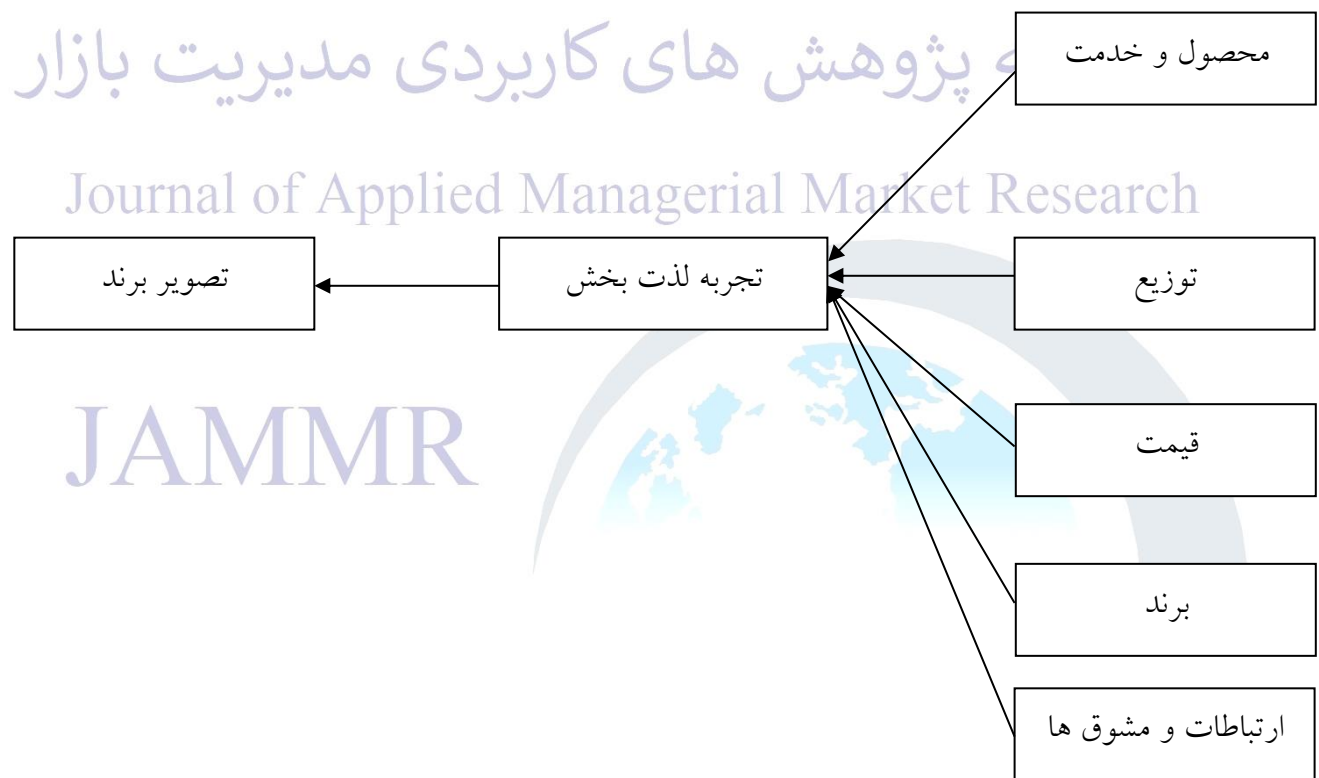 پژوهش های کاربردی مدیریت بازار
محصول و خدمت
Journal of Applied Managerial Market Research
توزیع
تجربه لذت بخش
تصویر برند
قیمت
JAMMR
برند
ارتباطات و مشوق ها